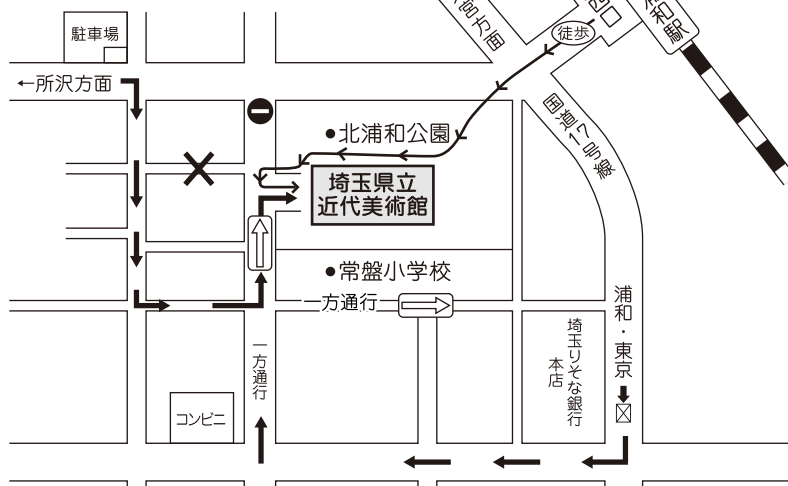 駐車場
宮方面
西
和駅
徒歩
←所沢方面
国道17号線
●北浦和公園
埼玉県立
近代美術館
●常盤小学校
一方通行
一方通行
浦和・東京
埼玉りそな銀行
本店
コンビニ